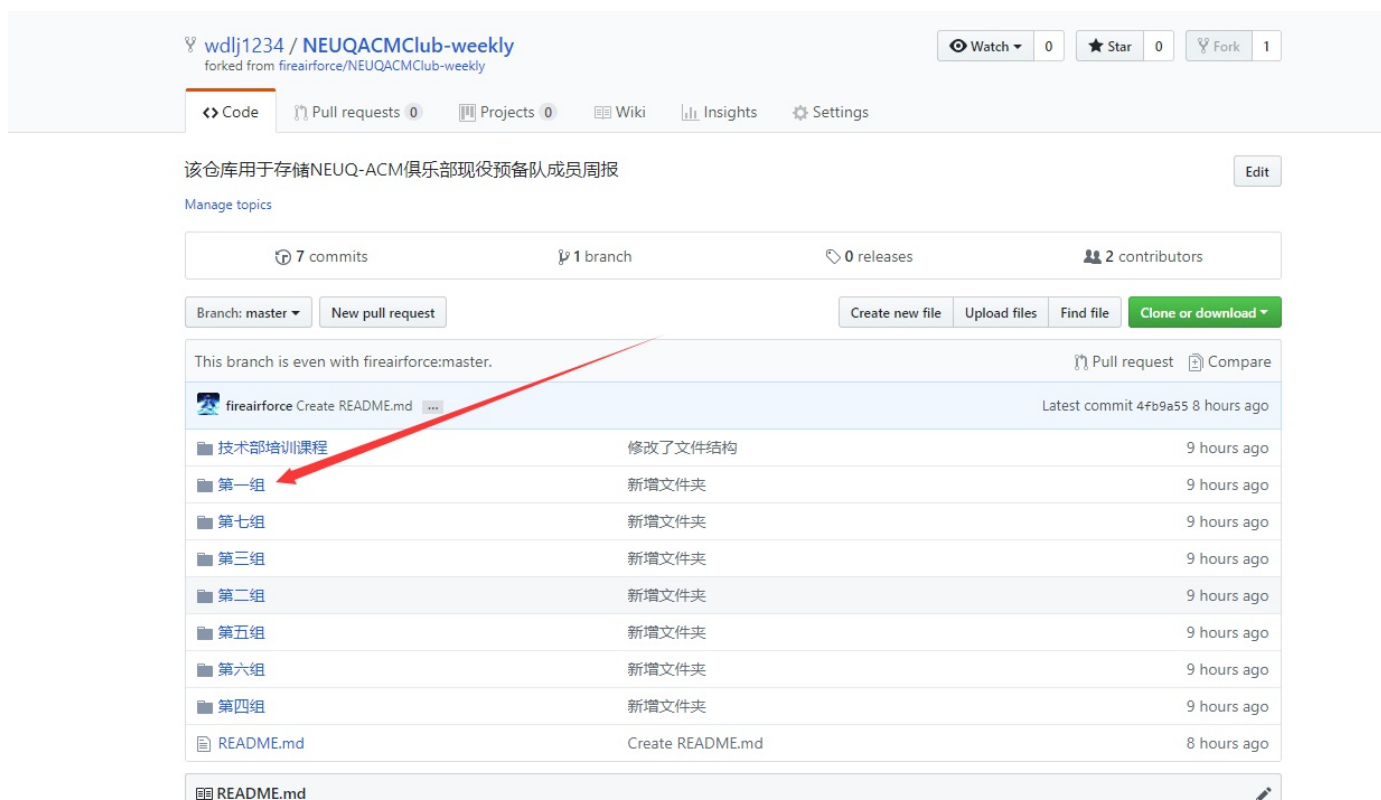 wdlj1234 / NEUQACMClub-weekly
forked from fireairforce/NEUQACMClub-weekly
Watch 0 Star 0 Fork 1
Code Pull requests 0 Projects 0 Wiki Insights Settings
该仓库用于存储NEUQ-ACM俱乐部现役预备队成员周报 Edit
Manage topics
7 commits 1 branch 0 releases 2 contributors
Branch: master New pull request Create new file Upload files Find file Clone or download
This branch is even with fireairforce:master. Pull request Compare
fireairforce Create README.md ... Latest commit 4fb9a55 8 hours ago
技术部培训课程 修改了文件结构 9 hours ago
第一组 新增文件夹 9 hours ago
第七组 新增文件夹 9 hours ago
第三组 新增文件夹 9 hours ago
第二组 新增文件夹 9 hours ago
第五组 新增文件夹 9 hours ago
第六组 新增文件夹 9 hours ago
第四组 新增文件夹 9 hours ago
README.md Create README.md 8 hours ago
README.md